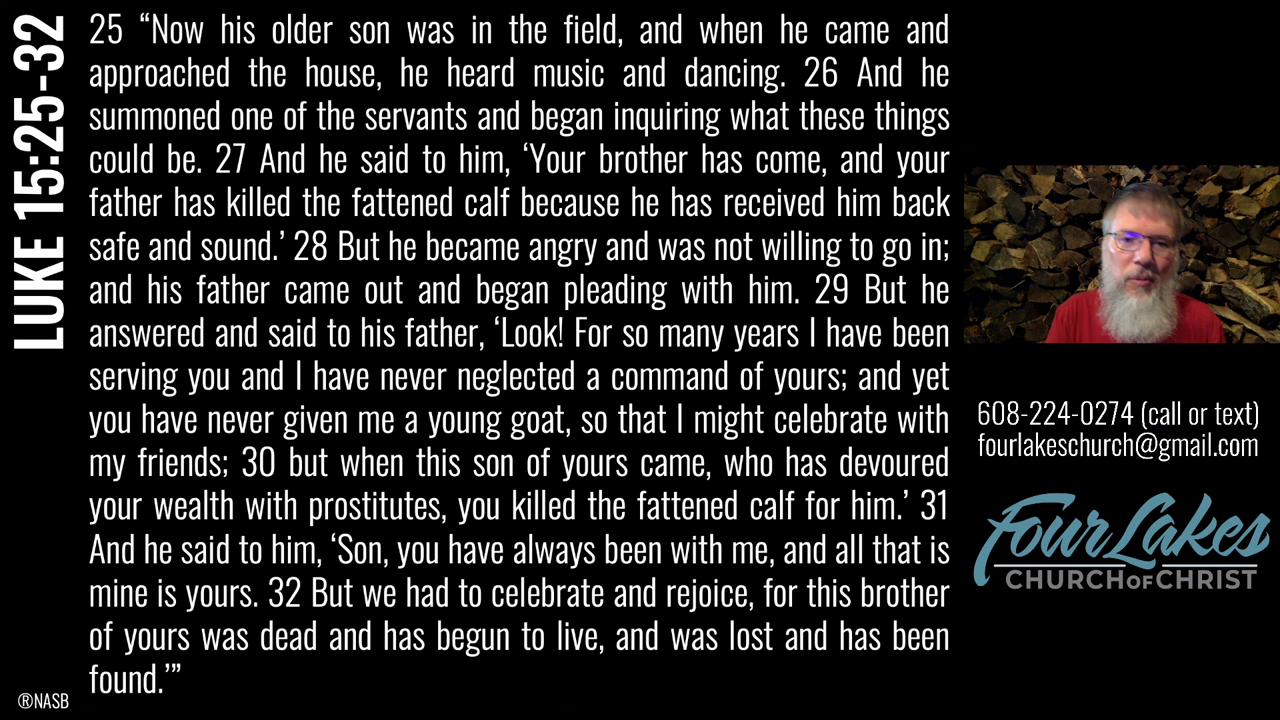 LUKE 15:25-32
25 “Now his older son was in the field, and when he came and
approached the house, he heard music and dancing. 26 And he
summoned one of the servants and began inquiring what these things
could be. 27 And he said to him, ‘Your brother has come, and your
father has killed the fattened calf because he has received him back
safe and sound.’ 28 But he became angry and was not willing to go in;
and his father came out and began pleading with him. 29 But he
answered and said to his father, ‘Look! For so many years I have been
serving you and I have never neglected a command of yours; and yet
you have never given me a young goat, so that I might celebrate with
my friends; 30 but when this son of yours came, who has devoured
your wealth with prostitutes, you killed the fattened calf for him.’ 31
And he said to him, ‘Son, you have always been with me, and all that is
mine is yours. 32 But we had to celebrate and rejoice, for this brother
of yours was dead and has begun to live, and was lost and has been
found.’”
®NASB
608-224-0274 (call or text)
fourlakeschurch@gmail.com
Four Lakes
CHURCH OF CHRIST